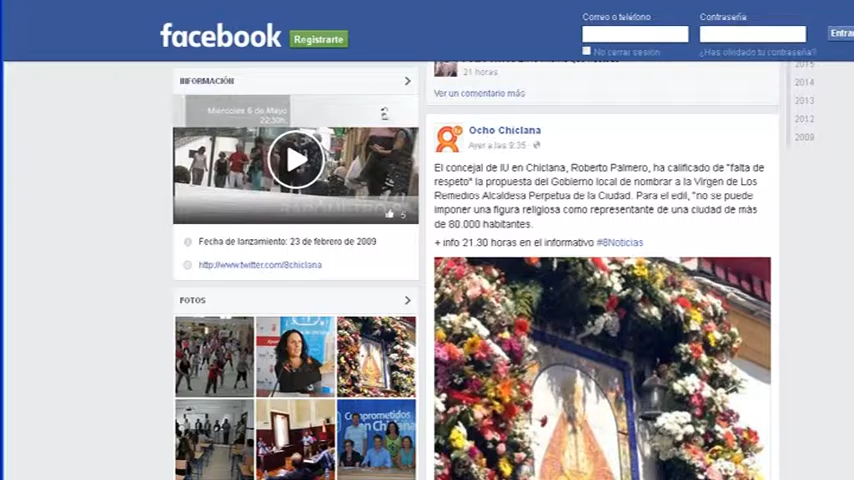 facebook
Registrarte
Correo o teléfono
Contraseña
Entrar
No cerrar sesión
¿Has olvidado tu contraseña?
INFORMACIÓN
Miércoles 6 de Mayo
22:30h.
5
Fecha de lanzamiento: 23 de febrero de 2009
http://www.twitter.com/8chiclana
FOTOS
Comprometidos
con Chiclana
21 horas
Ver un comentario más
Ocho Chiclana
Ayer a las 9:35
El concejal de IU en Chiclana, Roberto Palmero, ha calificado de "falta de
respeto" la propuesta del Gobierno local de nombrar a la Virgen de Los
Remedios Alcaldesa Perpetua de la Ciudad. Para el edil, "no se puede
imponer una figura religiosa como representante de una ciudad de más
de 80.000 habitantes.
+ info 21.30 horas en el informativo #8Noticias
2015
2014
2013
2012
2009